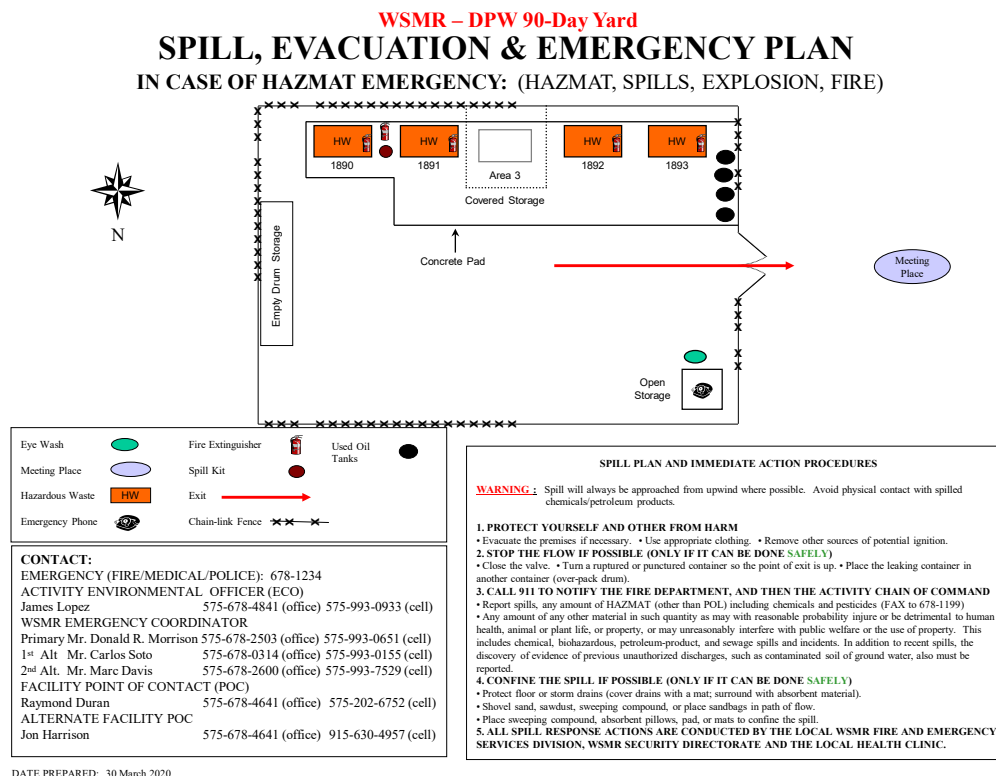 WSMR – DPW 90-Day Yard
SPILL, EVACUATION & EMERGENCY PLAN
IN CASE OF HAZMAT EMERGENCY: (HAZMAT, SPILLS, EXPLOSION, FIRE)
HW
HW
HW
HW
1890
1891
Area 3
1892
1893
Covered Storage
N
Empty Drum Storage
Concrete Pad
Meeting
Place
Open
Storage
Eye Wash
Fire Extinguisher
Used Oil
Tanks
Meeting Place
Spill Kit
Hazardous Waste
HW
Exit
Emergency Phone
Chain-link Fence
CONTACT:
EMERGENCY (FIRE/MEDICAL/POLICE): 678-1234
ACTIVITY ENVIRONMENTAL OFFICER (ECO)
James Lopez 575-678-4841 (office) 575-993-0933 (cell)
WSMR EMERGENCY COORDINATOR
Primary Mr. Donald R. Morrison 575-678-2503 (office) 575-993-0651 (cell)
1st Alt Mr. Carlos Soto 575-678-0314 (office) 575-993-0155 (cell)
2nd Alt. Mr. Marc Davis 575-678-2600 (office) 575-993-7529 (cell)
FACILITY POINT OF CONTACT (POC)
Raymond Duran 575-678-4641 (office) 575-202-6752 (cell)
ALTERNATE FACILITY POC
Jon Harrison 575-678-4641 (office) 915-630-4957 (cell)
DATE PREPARED: 30 March 2020
SPILL PLAN AND IMMEDIATE ACTION PROCEDURES
WARNING : Spill will always be approached from upwind where possible. Avoid physical contact with spilled
chemicals/petroleum products.
1. PROTECT YOURSELF AND OTHER FROM HARM
• Evacuate the premises if necessary. • Use appropriate clothing. • Remove other sources of potential ignition.
2. STOP THE FLOW IF POSSIBLE (ONLY IF IT CAN BE DONE SAFELY)
• Close the valve. • Turn a ruptured or punctured container so the point of exit is up. • Place the leaking container in
another container (over-pack drum).
3. CALL 911 TO NOTIFY THE FIRE DEPARTMENT, AND THEN THE ACTIVITY CHAIN OF COMMAND
• Report spills, any amount of HAZMAT (other than POL) including chemicals and pesticides (FAX to 678-1199)
• Any amount of any other material in such quantity as may with reasonable probability injure or be detrimental to human
health, animal or plant life, or property, or may unreasonably interfere with public welfare or the use of property. This
includes chemical, biohazardous, petroleum-product, and sewage spills and incidents. In addition to recent spills, the
discovery of evidence of previous unauthorized discharges, such as contaminated soil of ground water, also must be
reported.
4. CONFINE THE SPILL IF POSSIBLE (ONLY IF IT CAN BE DONE SAFELY)
• Protect floor or storm drains (cover drains with a mat; surround with absorbent material).
• Shovel sand, sawdust, sweeping compound, or place sandbags in path of flow.
• Place sweeping compound, absorbent pillows, pad, or mats to confine the spill.
5. ALL SPILL RESPONSE ACTIONS ARE CONDUCTED BY THE LOCAL WSMR FIRE AND EMERGENCY
SERVICES DIVISION, WSMR SECURITY DIRECTORATE AND THE LOCAL HEALTH CLINIC.